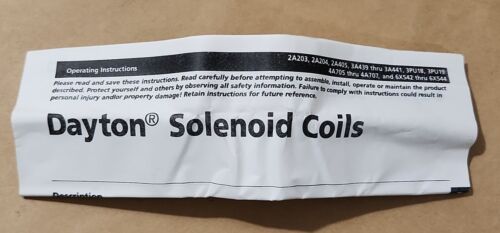 2A203, 2A204, 2A405, 3A439 thru 3A441, 3PU18, 3PU19
Operating Instructions
4A705 thru 4A707, and 6X542 thru 6X544
Please read and save these instructions. Read carefully before attempting to assemble, install, operate or maintain the product
described. Protect yourself and others by observing all safety information. Failure to comply with instructions could result in
personal injury and/or property damage! Retain instructions for future reference.
Dayton® Solenoid Coils
Description